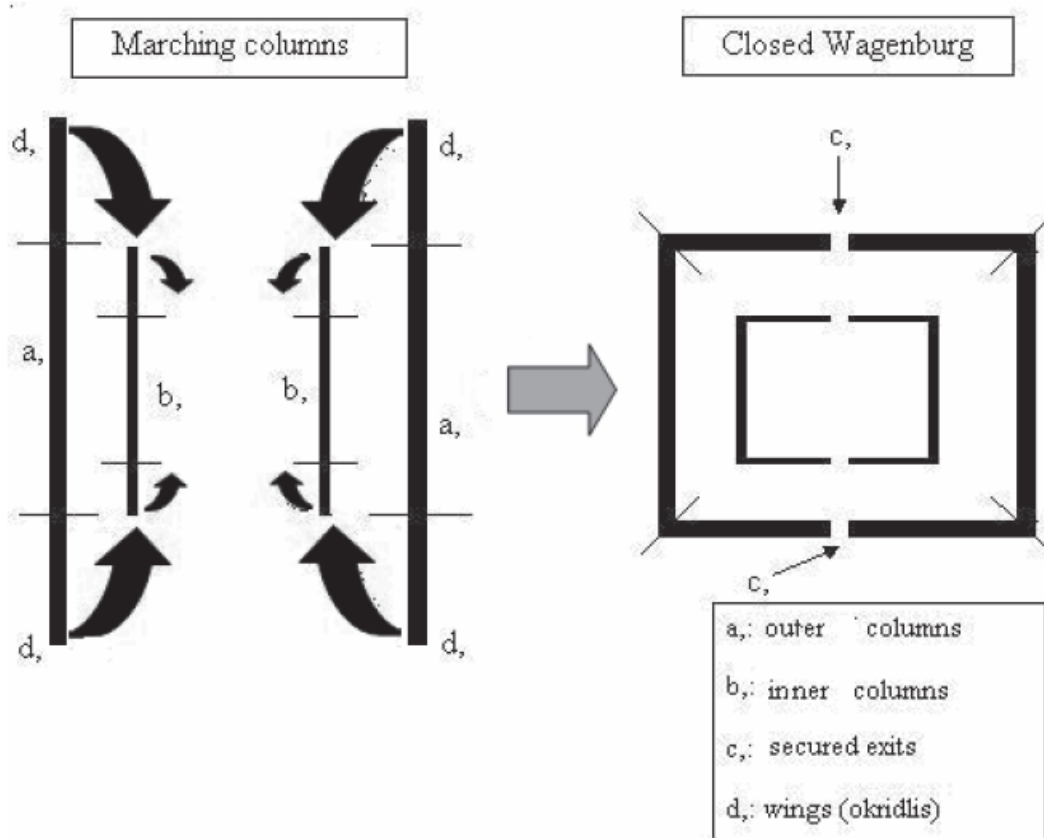 Marching columns
Closed Wagenburg
d,
d,
c,
a,
b,
b,
a,
d,
d,
c,
a,: outer columns
b,: inner columns
c,: secured exits
d,: wings (okridlis)